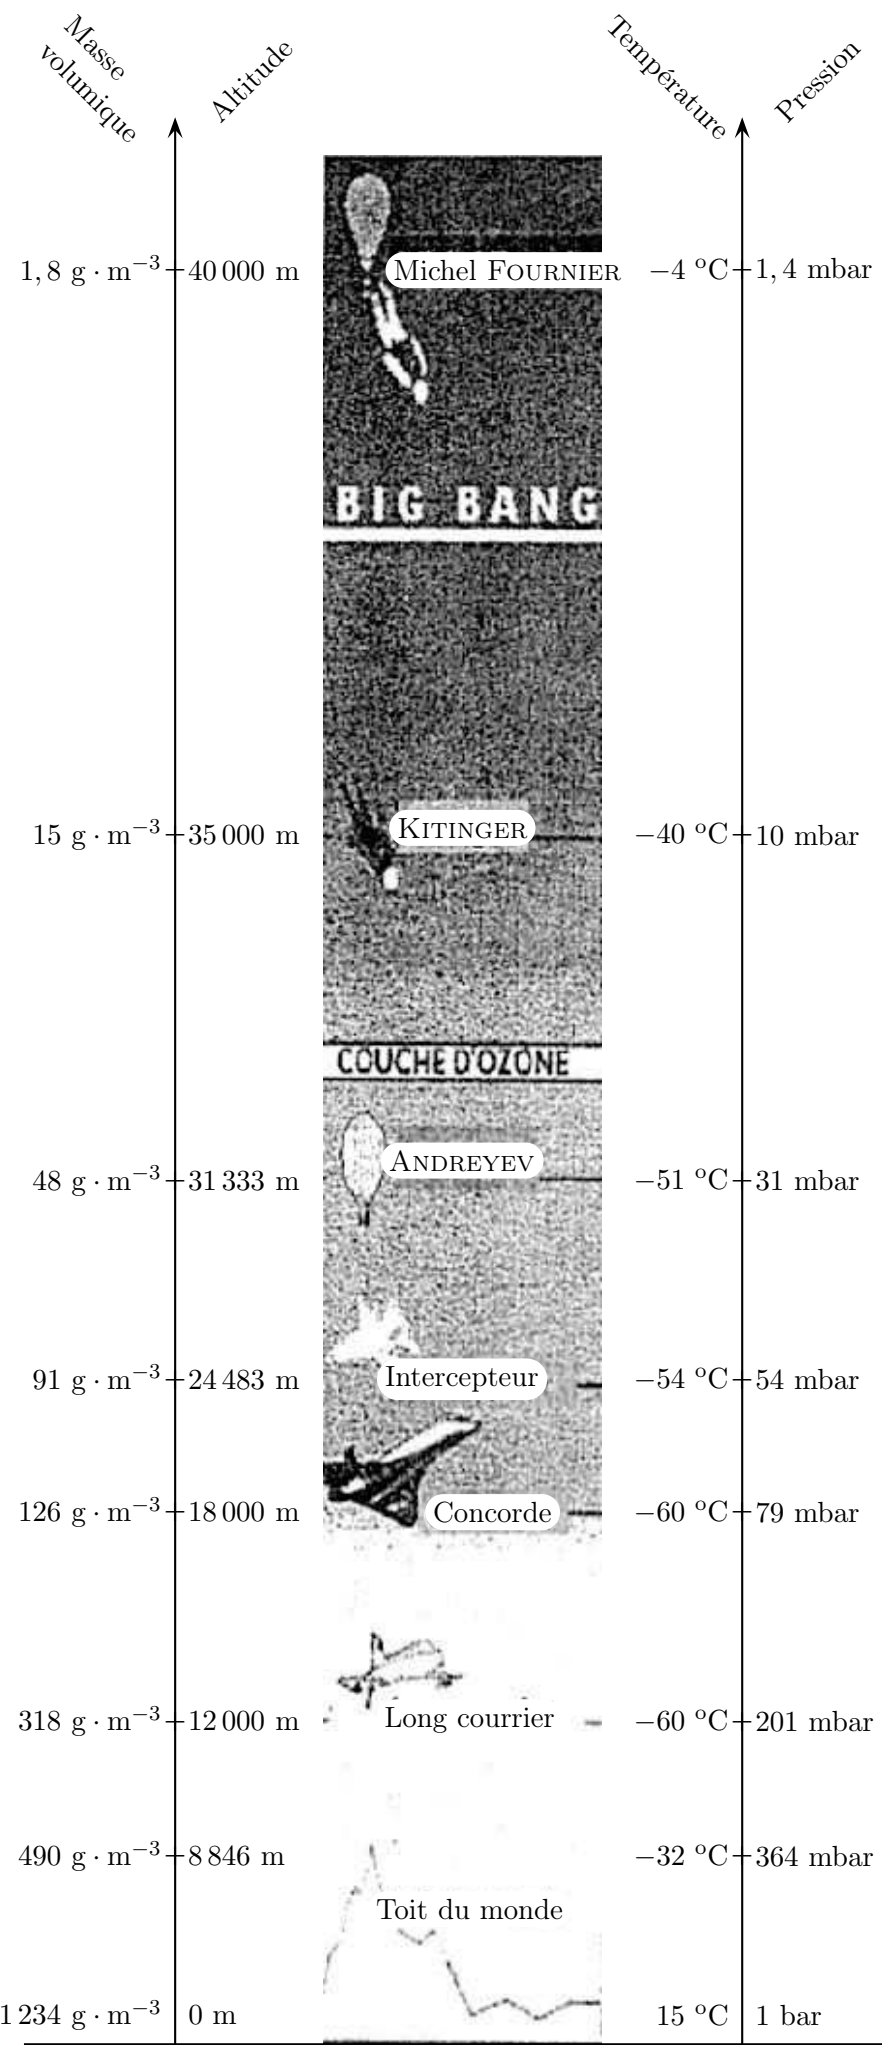 Masse
volumique
Altitude
Température
Pression
1,8 g · m⁻³ 40 000 m Michel FOURNIER −4 °C 1,4 mbar
BIG BANG
15 g · m⁻³ 35 000 m KITINGER −40 °C 10 mbar
COUCHE D'OZONE
48 g · m⁻³ 31 333 m ANDREYEV −51 °C 31 mbar
91 g · m⁻³ 24 483 m Intercepteur −54 °C 54 mbar
126 g · m⁻³ 18 000 m Concorde −60 °C 79 mbar
318 g · m⁻³ 12 000 m Long courrier −60 °C 201 mbar
490 g · m⁻³ 8 846 m −32 °C 364 mbar
Toit du monde
1 234 g · m⁻³ 0 m 15 °C 1 bar